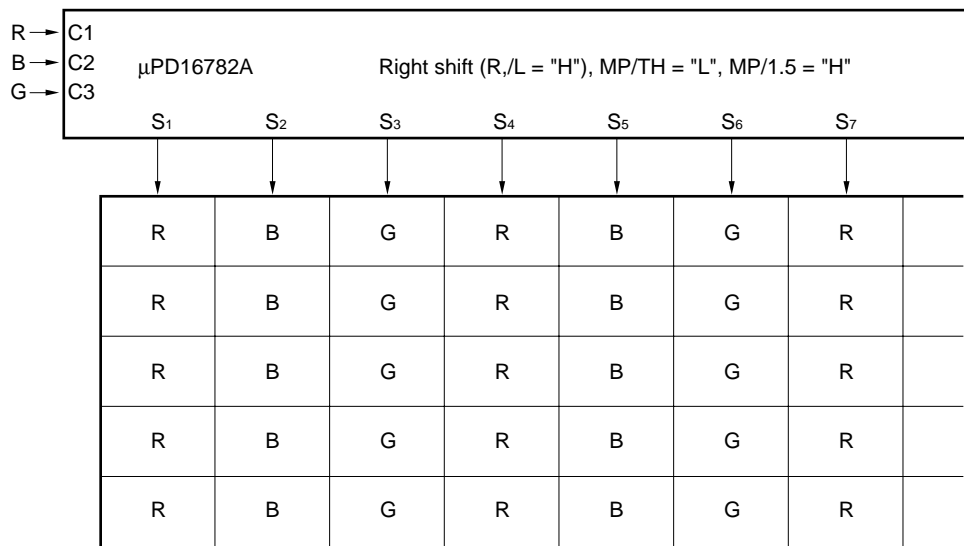 R C1
B C2 μPD16782A Right shift (R,/L = "H"), MP/TH = "L", MP/1.5 = "H"
G C3
S1 S2 S3 S4 S5 S6 S7
R B G R B G R
R B G R B G R
R B G R B G R
R B G R B G R
R B G R B G R